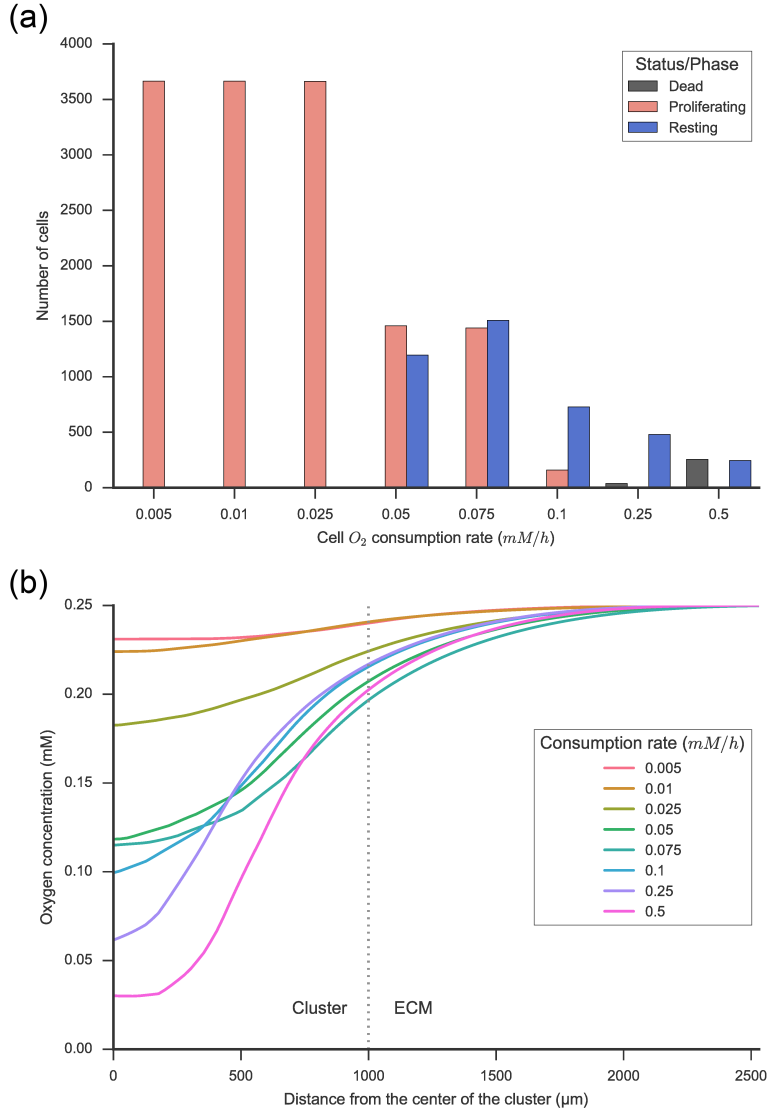 (a)
4000
3500
3000
2500
2000
1500
1000
500
0
Number of cells
Status/Phase
Dead
Proliferating
Resting
0.005 0.01 0.025 0.05 0.075 0.1 0.25 0.5
Cell O2 consumption rate (mM/h)
(b)
0.25
0.20
0.15
0.10
0.05
0.00
Oxygen concentration (mM)
Consumption rate (mM/h)
0.005
0.01
0.025
0.05
0.075
0.1
0.25
0.5
Cluster ECM
0 500 1000 1500 2000 2500
Distance from the center of the cluster (μm)